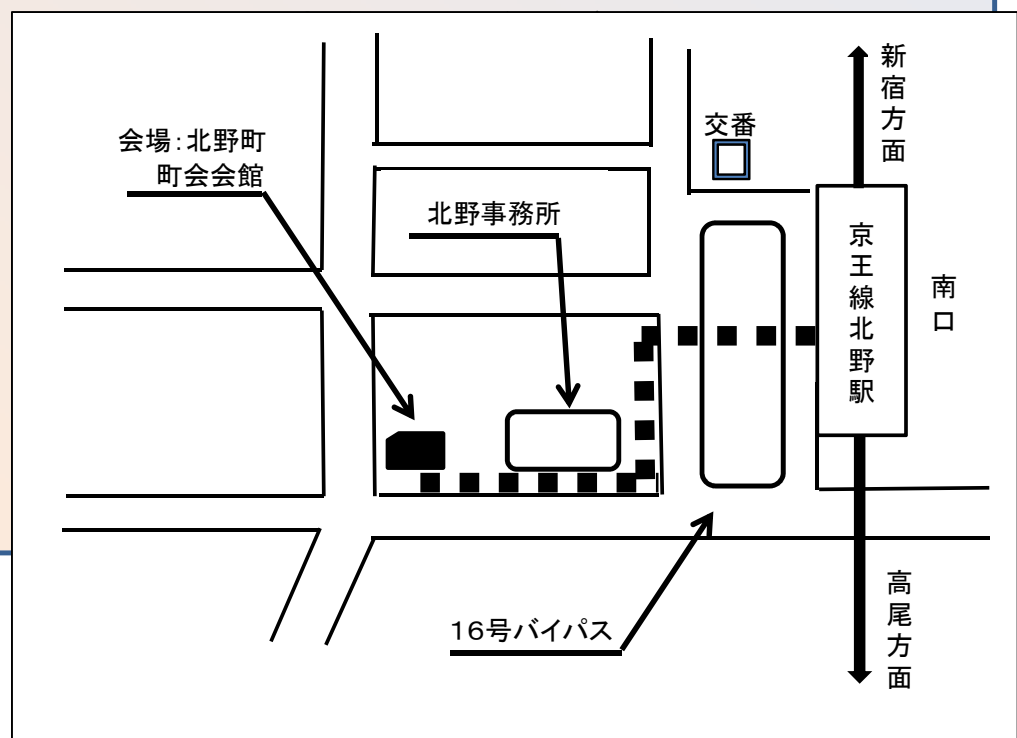 会場：北野町
町会会館
北野事務所
交番
新宿方面
京王線北野駅
南口
16号バイパス
高尾方面